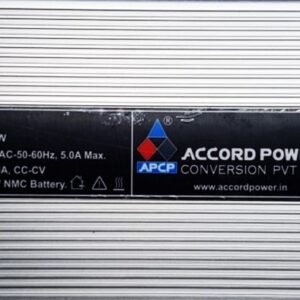 W
AC-50-60Hz, 5.0A Max.
A, CC-CV
NMC Battery.
®
APCP
ACCORD POW
CONVERSION PVT
www.accordpower.in